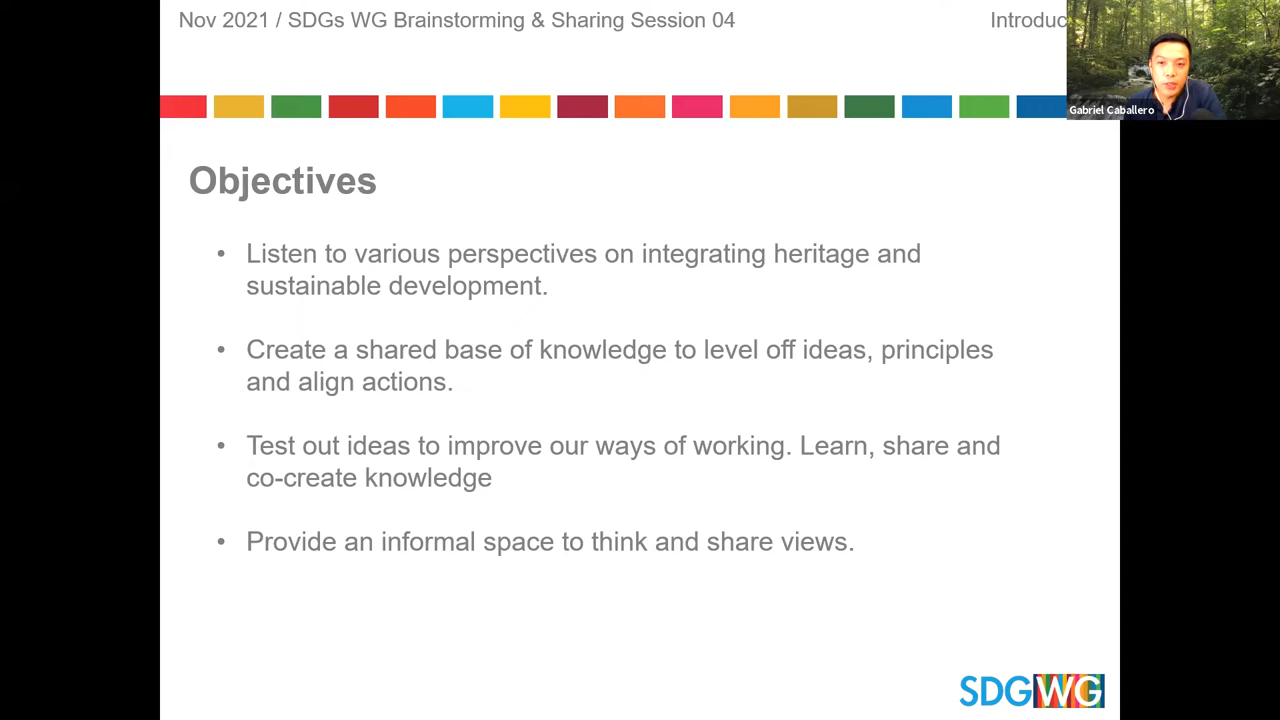 Nov 2021 / SDGs WG Brainstorming & Sharing Session 04
Introduc
Gabriel Caballero
Objectives
• Listen to various perspectives on integrating heritage and
sustainable development.
• Create a shared base of knowledge to level off ideas, principles
and align actions.
• Test out ideas to improve our ways of working. Learn, share and
co-create knowledge
• Provide an informal space to think and share views.
SDGWG